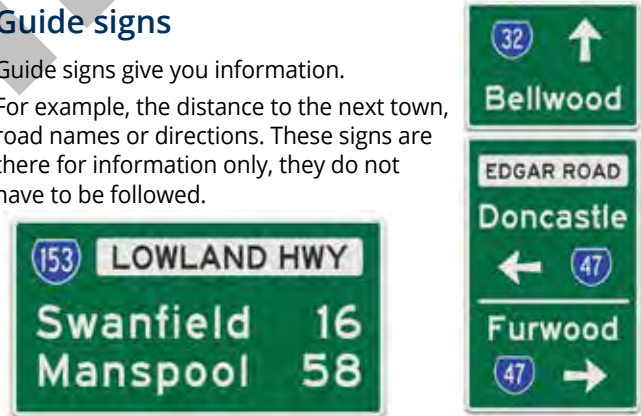 Guide signs
Guide signs give you information.
For example, the distance to the next town,
road names or directions. These signs are
there for information only, they do not
have to be followed.
153 LOWLAND HWY
Swanfield 16
Manspool 58
32
Bellwood
EDGAR ROAD
Doncastle
47
Furwood
47